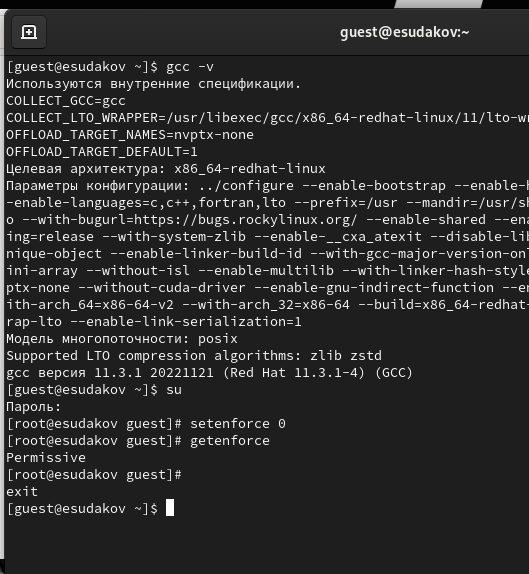 guest@esudakov:~
[guest@esudakov ~]$ gcc -v
Используются внутренние спецификации.
COLLECT_GCC=gcc
COLLECT_LTO_WRAPPER=/usr/libexec/gcc/x86_64-redhat-linux/11/lto-w
OFFLOAD_TARGET_NAMES=nvptx-none
OFFLOAD_TARGET_DEFAULT=1
Целевая архитектура: x86_64-redhat-linux
Параметры конфигурации: ../configure --enable-bootstrap --enable-h
-enable-languages=c,c++,fortran,lto --prefix=/usr --mandir=/usr/sh
o --with-bugurl=https://bugs.rockylinux.org/ --enable-shared --ena
ing=release --with-system-zlib --enable-__cxa_atexit --disable-lib
nique-object --enable-linker-build-id --with-gcc-major-version-onl
ini-array --without-isl --enable-multilib --with-linker-hash-style
ptx-none --without-cuda-driver --enable-gnu-indirect-function --en
ith-arch_64=x86-64-v2 --with-arch_32=x86-64 --build=x86_64-redhat-
rap-lto --enable-link-serialization=1
Модель многопоточности: posix
Supported LTO compression algorithms: zlib zstd
gcc версия 11.3.1 20221121 (Red Hat 11.3.1-4) (GCC)
[guest@esudakov ~]$ su
Пароль:
[root@esudakov guest]# setenforce 0
[root@esudakov guest]# getenforce
Permissive
[root@esudakov guest]#
exit
[guest@esudakov ~]$